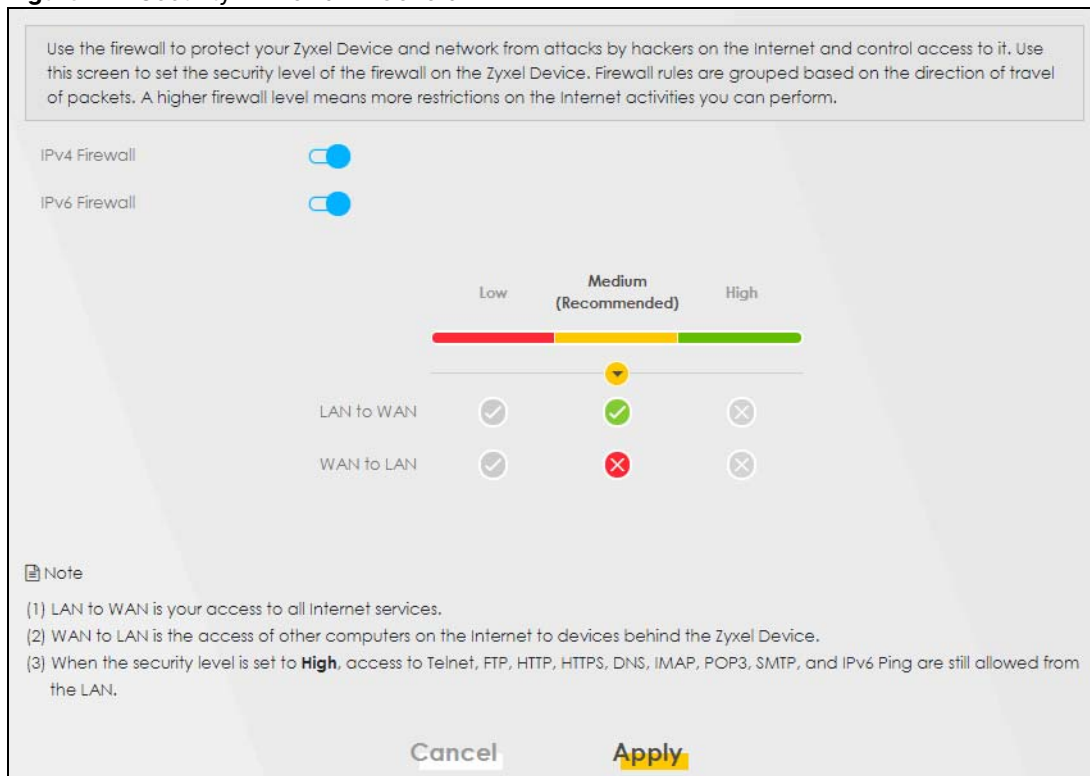 Use the firewall to protect your Zyxel Device and network from attacks by hackers on the Internet and control access to it. Use
this screen to set the security level of the firewall on the Zyxel Device. Firewall rules are grouped based on the direction of travel
of packets. A higher firewall level means more restrictions on the Internet activities you can perform.
IPv4 Firewall
IPv6 Firewall
Low Medium (Recommended) High
LAN to WAN
WAN to LAN
Note
(1) LAN to WAN is your access to all Internet services.
(2) WAN to LAN is the access of other computers on the Internet to devices behind the Zyxel Device.
(3) When the security level is set to High, access to Telnet, FTP, HTTP, HTTPS, DNS, IMAP, POP3, SMTP, and IPv6 Ping are still allowed from
the LAN.
Cancel Apply